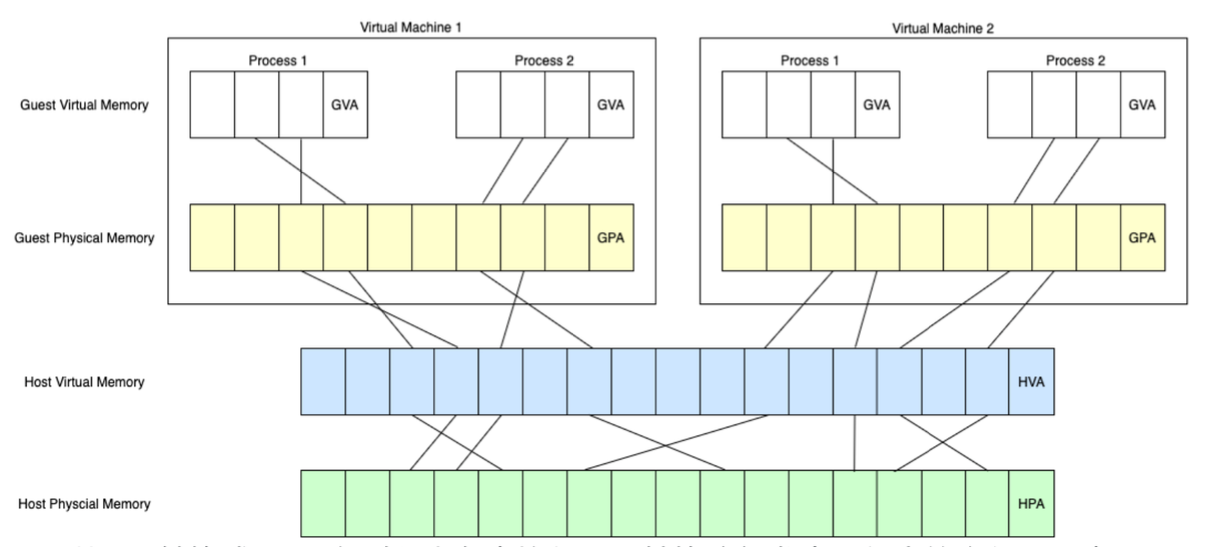 Virtual Machine 1
Virtual Machine 2
Process 1
Process 2
Process 1
Process 2
Guest Virtual Memory
GVA
GVA
GVA
GVA
Guest Physical Memory
GPA
GPA
Host Virtual Memory
HVA
Host Physcial Memory
HPA